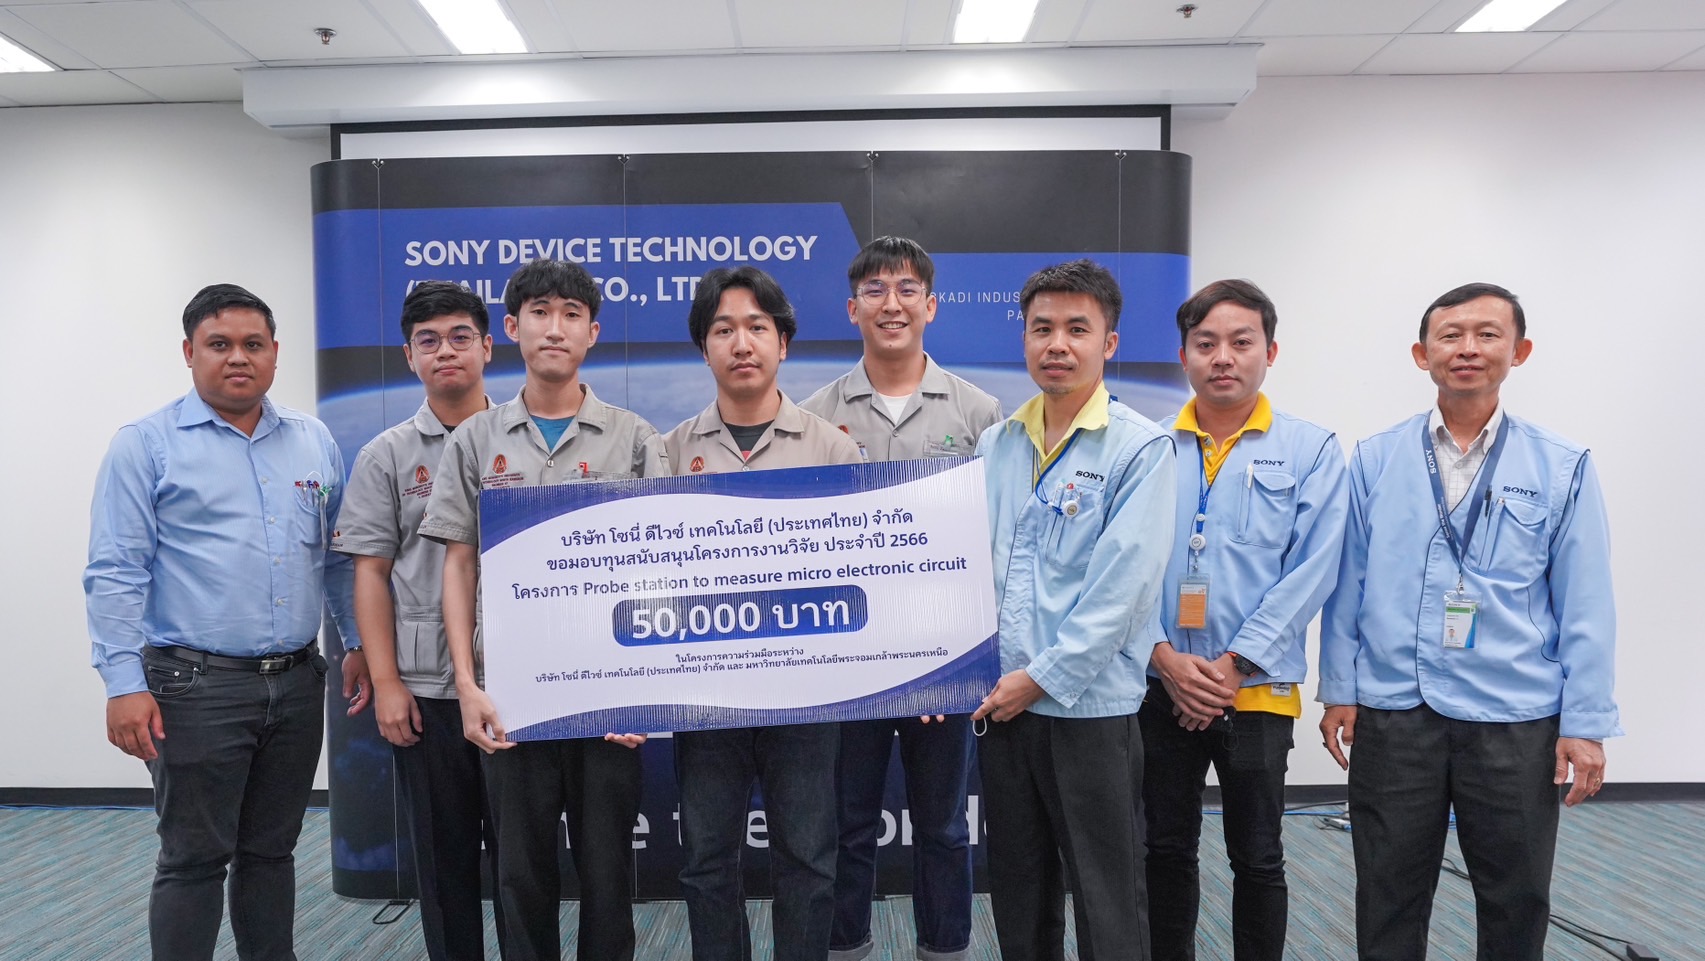 SONY DEVICE TECHNOLOGY
CO., LTD
INDUS
บริษัท โซนี่ ดีไวซ์ เทคโนโลยี (ประเทศไทย) จำกัด
ขอมอบทุนสนับสนุนโครงการงานวิจัย ประจำปี 2566
โครงการ Probe station to measure micro electronic circuit
50,000 บาท
ในโครงการความร่วมมือระหว่าง
บริษัท โซนี่ ดีไวซ์ เทคโนโลยี (ประเทศไทย) จำกัด และ มหาวิทยาลัยเทคโนโลยีพระจอมเกล้าพระนครเหนือ
SONY
SONY
SONY
SONY